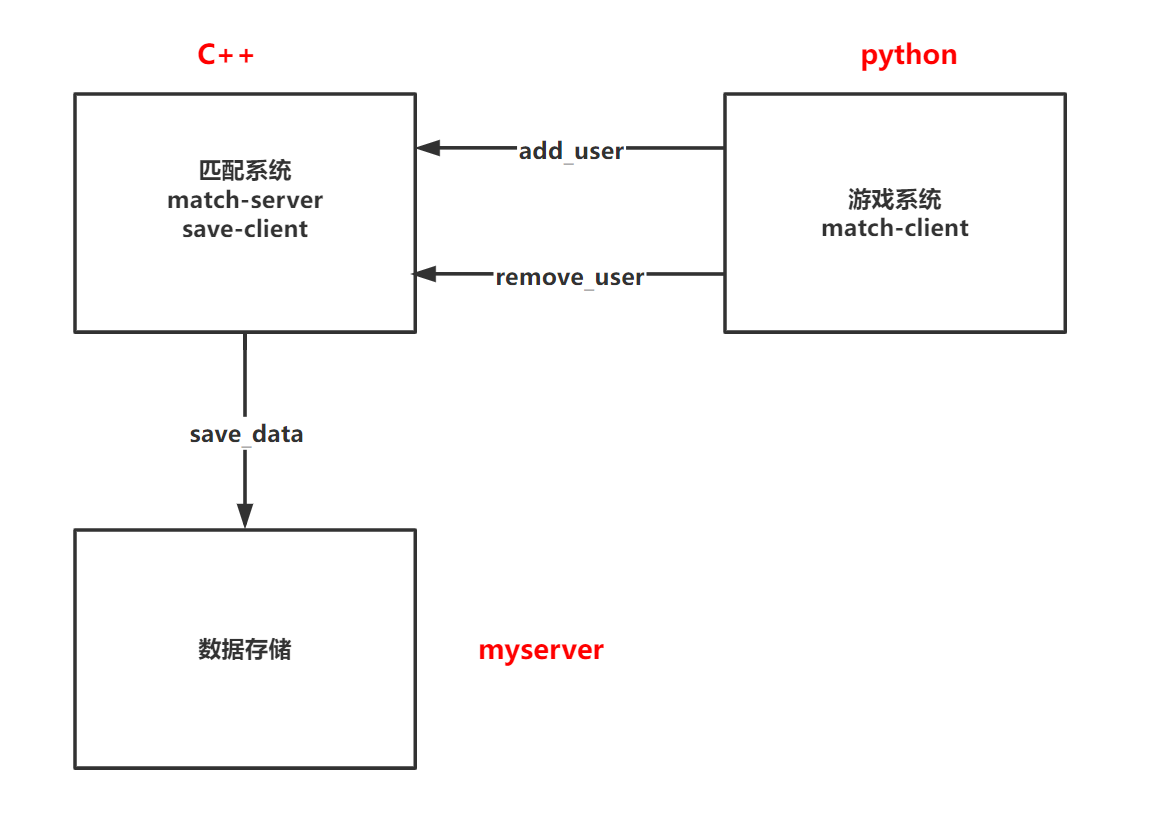 C++
python
匹配系统
match-server
save-client
add_user
游戏系统
match-client
remove_user
save_data
数据存储
myserver